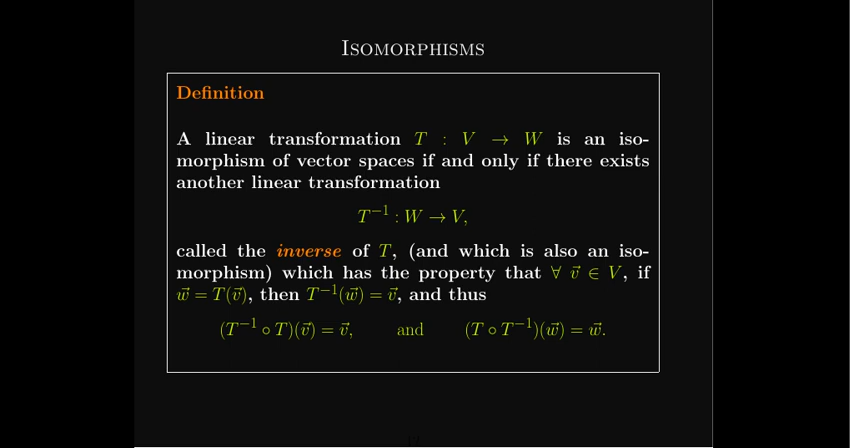 ISOMORPHISMS
Definition
A linear transformation T : V → W is an iso-
morphism of vector spaces if and only if there exists
another linear transformation
T⁻¹ : W → V,
called the inverse of T, (and which is also an iso-
morphism) which has the property that ∀ v⃗ ∈ V, if
w⃗ = T(v⃗), then T⁻¹(w⃗) = v⃗, and thus
(T⁻¹ ∘ T)(v⃗) = v⃗, and (T ∘ T⁻¹)(w⃗) = w⃗.